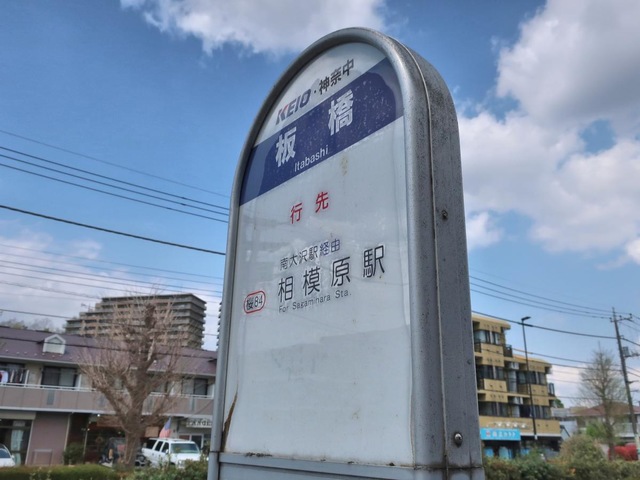 KEIO・神奈中
板橋
Itabashi
行先
南大沢駅経由
桜84 相模原駅
For Sagamihara Sta.